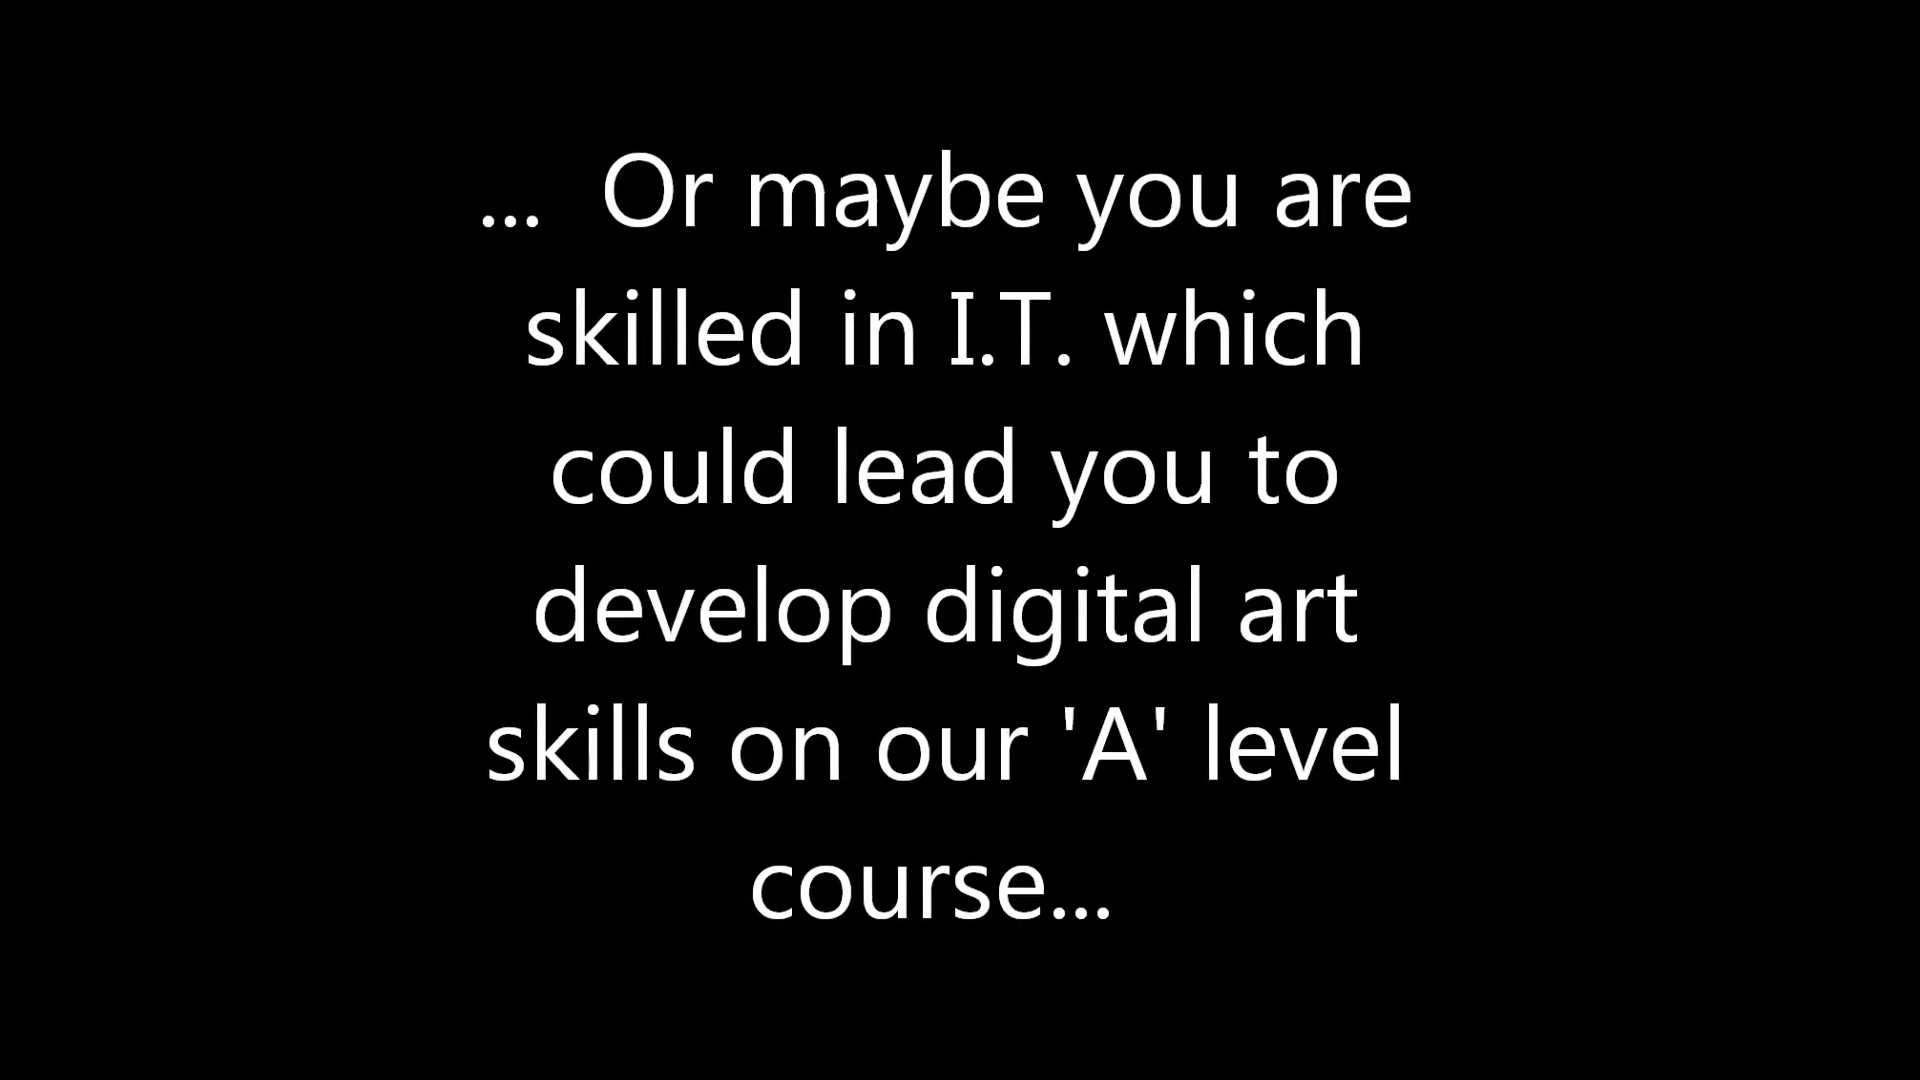 ...  Or maybe you are
skilled in I.T. which
could lead you to
develop digital art
skills on our 'A' level
course...